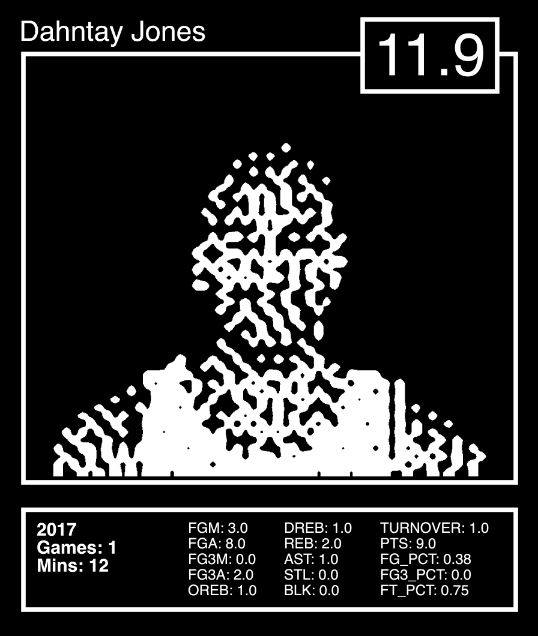 Dahntay Jones
11.9
2017
Games: 1
Mins: 12
FGM: 3.0
FGA: 8.0
FG3M: 0.0
FG3A: 2.0
OREB: 1.0
DREB: 1.0
REB: 2.0
AST: 1.0
STL: 0.0
BLK: 0.0
TURNOVER: 1.0
PTS: 9.0
FG_PCT: 0.38
FG3_PCT: 0.0
FT_PCT: 0.75